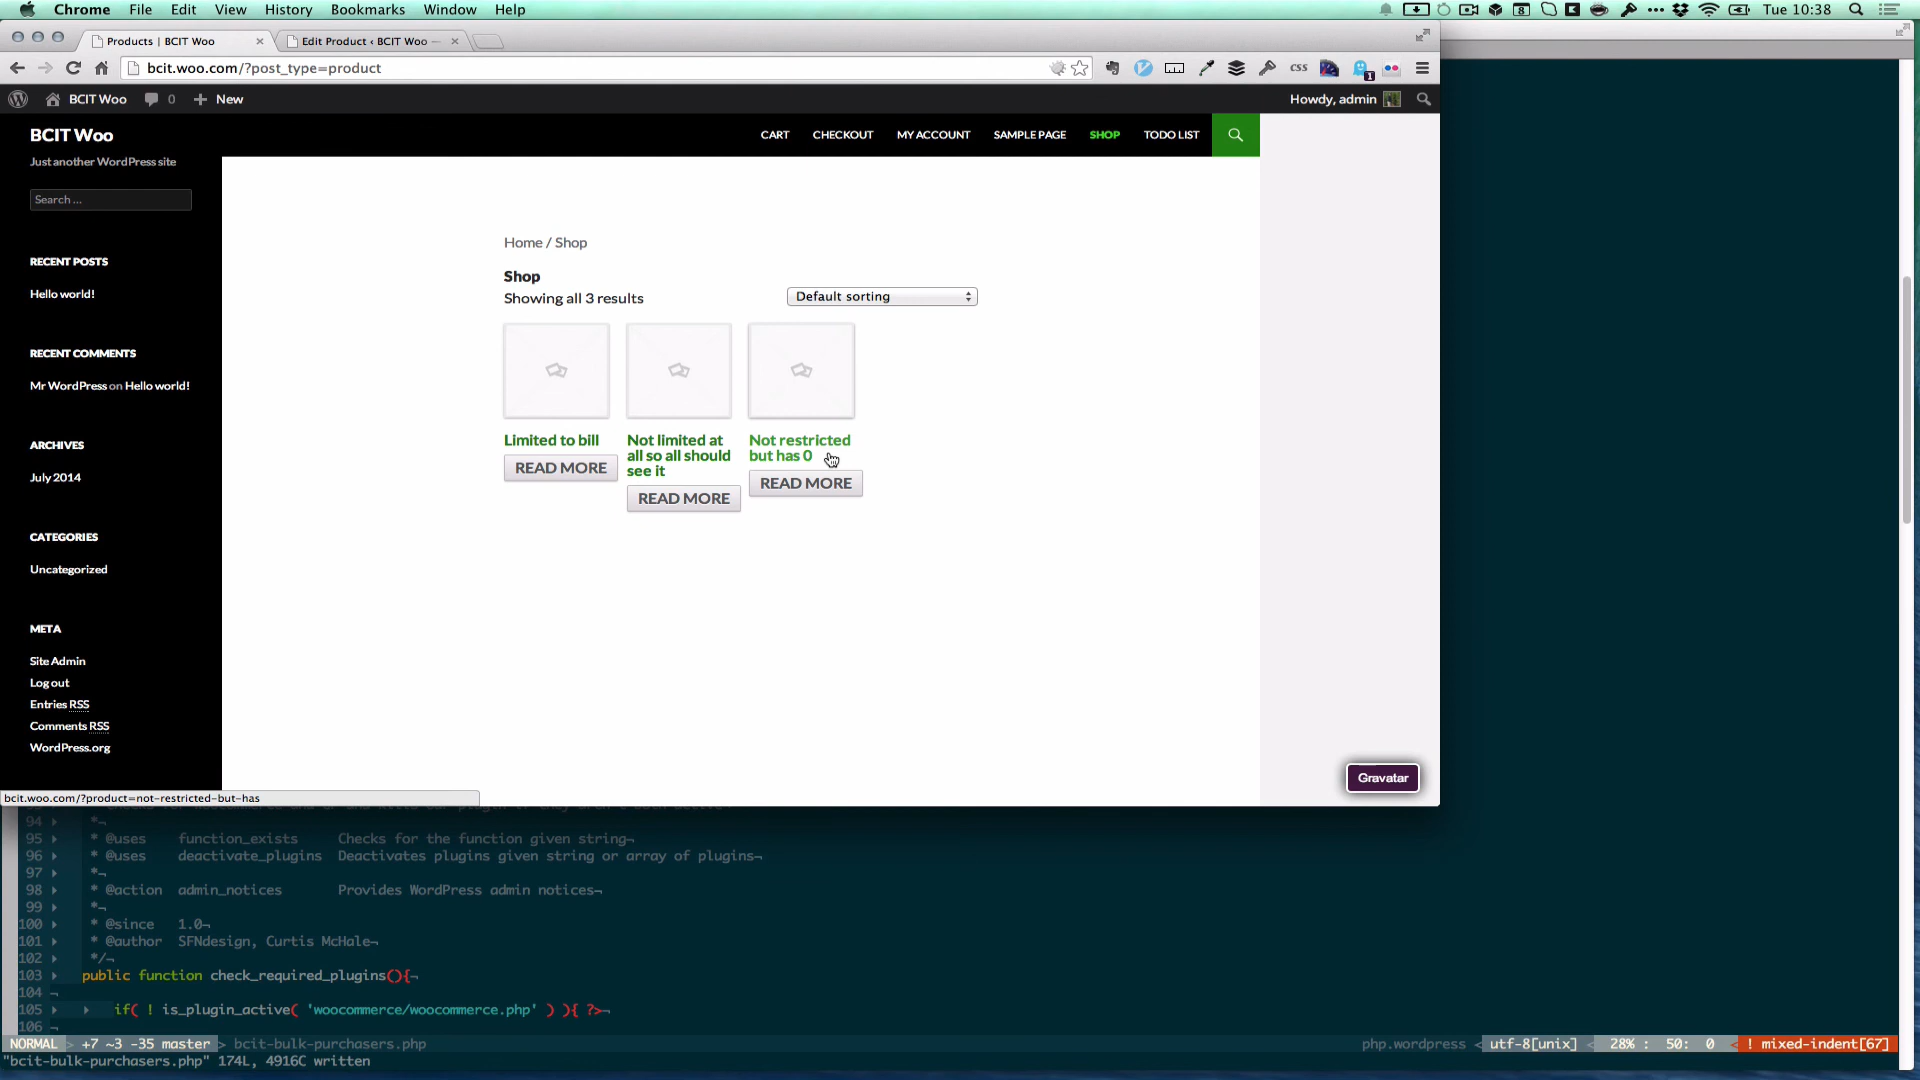 Chrome File Edit View History Bookmarks Window Help
8
Tue 10:38
Products | BCIT Woo
Edit Product ‹ BCIT Woo —
bcit.woo.com/?post_type=product
CSS
1
BCIT Woo 0 + New
Howdy, admin
BCIT Woo
CART CHECKOUT MY ACCOUNT SAMPLE PAGE SHOP TODO LIST
Just another WordPress site
Search ...
RECENT POSTS
Hello world!
RECENT COMMENTS
Mr WordPress on Hello world!
ARCHIVES
July 2014
CATEGORIES
Uncategorized
META
Site Admin
Log out
Entries RSS
Comments RSS
WordPress.org
Home / Shop
Shop
Showing all 3 results
Default sorting
Limited to bill
READ MORE
Not limited at
all so all should
see it
READ MORE
Not restricted
but has 0
READ MORE
Gravatar
bcit.woo.com/?product=not-restricted-but-has
94 *¬
95 * @uses function_exists Checks for the function given string¬
96 * @uses deactivate_plugins Deactivates plugins given string or array of plugins¬
97 *¬
98 * @action admin_notices Provides WordPress admin notices¬
99 *¬
100 * @since 1.0¬
101 * @author SFNdesign, Curtis McHale¬
102 */¬
103 public function check_required_plugins(){¬
104 ¬
105 if( ! is_plugin_active( 'woocommerce/woocommerce.php' ) ){ ?>¬
106 ¬
NORMAL > +7 ~3 -35 master > bcit-bulk-purchasers.php
php.wordpress < utf-8[unix] < 28% : 50: 0 < ! mixed-indent[67]
"bcit-bulk-purchasers.php" 174L, 4916C written